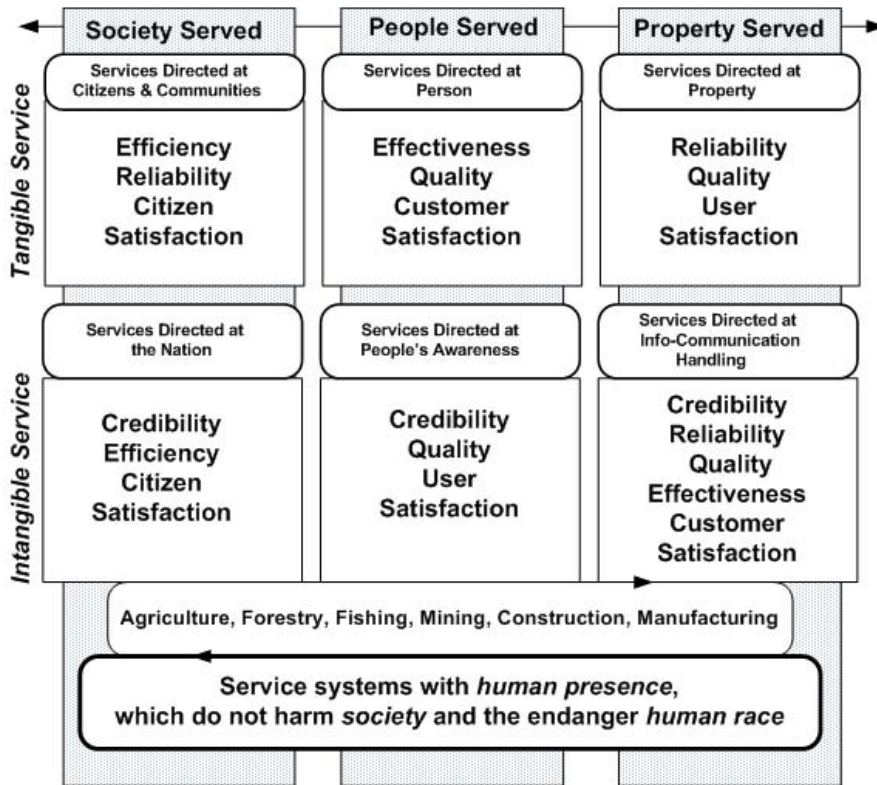 Society Served
People Served
Property Served
Tangible Service
Services Directed at
Citizens & Communities
Services Directed at
Person
Services Directed at
Property
Efficiency
Reliability
Citizen
Satisfaction
Effectiveness
Quality
Customer
Satisfaction
Reliability
Quality
User
Satisfaction
Intangible Service
Services Directed at
the Nation
Services Directed at
People's Awareness
Services Directed at
Info-Communication
Handling
Credibility
Efficiency
Citizen
Satisfaction
Credibility
Quality
User
Satisfaction
Credibility
Reliability
Quality
Effectiveness
Customer
Satisfaction
Agriculture, Forestry, Fishing, Mining, Construction, Manufacturing
Service systems with human presence,
which do not harm society and the endanger human race